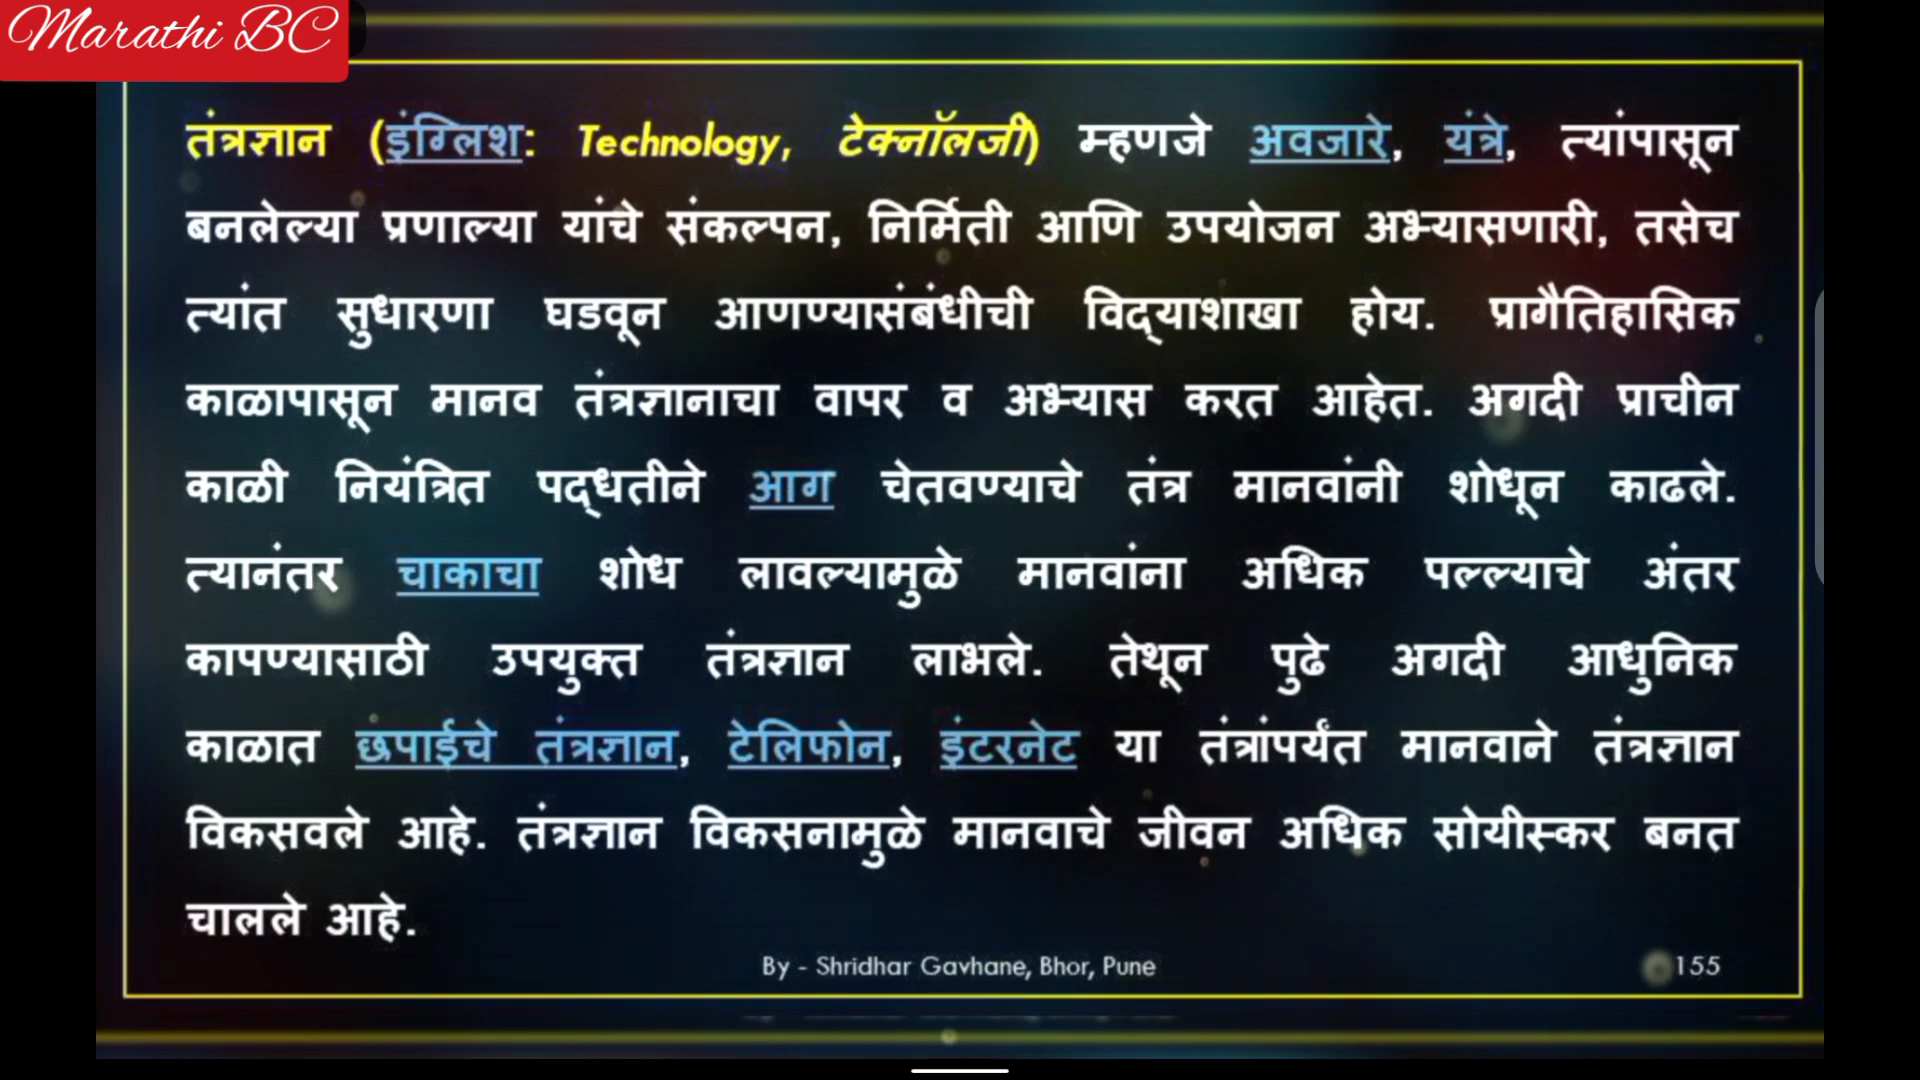 Marathi BC
तंत्रज्ञान (इंग्लिश: Technology, टेक्नॉलजी) म्हणजे अवजारे, यंत्रे, त्यांपासून
बनलेल्या प्रणाल्या यांचे संकल्पन, निर्मिती आणि उपयोजन अभ्यासणारी, तसेच
त्यांत सुधारणा घडवून आणण्यासंबंधीची विद्‌याशाखा होय. प्रागैतिहासिक
काळापासून मानव तंत्रज्ञानाचा वापर व अभ्यास करत आहेत. अगदी प्राचीन
काळी नियंत्रित पद्‌धतीने आग चेतवण्याचे तंत्र मानवांनी शोधून काढले.
त्यानंतर चाकाचा शोध लावल्यामुळे मानवांना अधिक पल्ल्याचे अंतर
कापण्यासाठी उपयुक्त तंत्रज्ञान लाभले. तेथून पुढे अगदी आधुनिक
काळात छपाईचे तंत्रज्ञान, टेलिफोन, इंटरनेट या तंत्रांपर्यंत मानवाने तंत्रज्ञान
विकसवले आहे. तंत्रज्ञान विकसनामुळे मानवाचे जीवन अधिक सोयीस्कर बनत
चालले आहे.
By - Shridhar Gavhane, Bhor, Pune
155